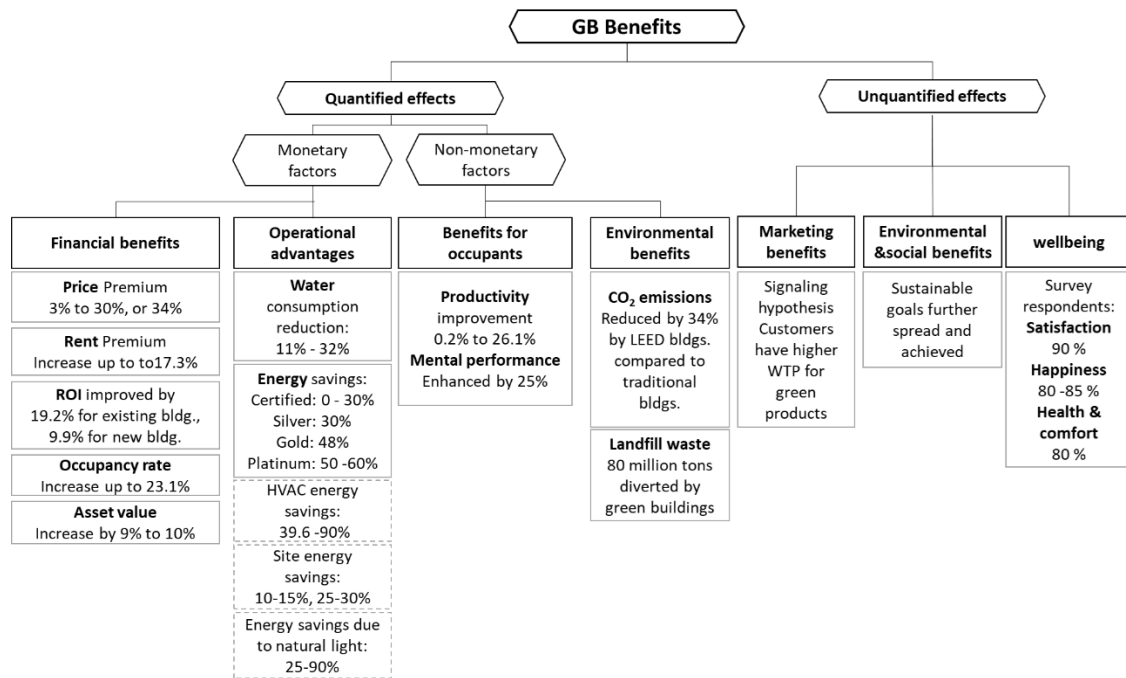 GB Benefits
Quantified effects
Unquantified effects
Monetary
factors
Non-monetary
factors
Financial benefits
Price Premium
3% to 30%, or 34%
Rent Premium
Increase up to to17.3%
ROI improved by
19.2% for existing bldg.,
9.9% for new bldg.
Occupancy rate
Increase up to 23.1%
Asset value
Increase by 9% to 10%
Operational
advantages
Water
consumption
reduction:
11% - 32%
Energy savings:
Certified: 0 - 30%
Silver: 30%
Gold: 48%
Platinum: 50 -60%
HVAC energy
savings:
39.6 -90%
Site energy
savings:
10-15%, 25-30%
Energy savings due
to natural light:
25-90%
Benefits for
occupants
Productivity
improvement
0.2% to 26.1%
Mental performance
Enhanced by 25%
Environmental
benefits
CO₂ emissions
Reduced by 34%
by LEED bldgs.
compared to
traditional
bldgs.
Landfill waste
80 million tons
diverted by
green buildings
Marketing
benefits
Signaling
hypothesis
Customers
have higher
WTP for
green
products
Environmental
&social benefits
Sustainable
goals further
spread and
achieved
wellbeing
Survey
respondents:
Satisfaction
90 %
Happiness
80 -85 %
Health &
comfort
80 %